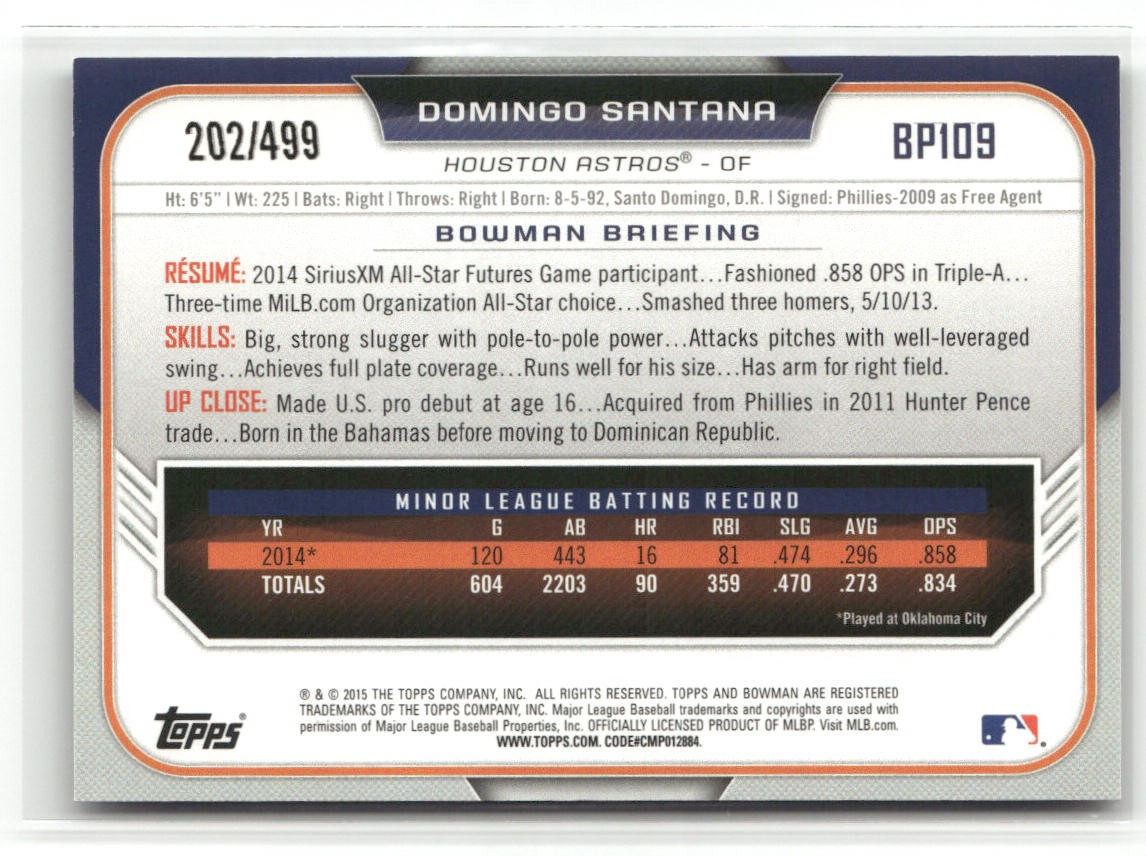 DOMINGO SANTANA
202/499
BP109
HOUSTON ASTROS® - OF
Ht: 6'5" | Wt: 225 | Bats: Right | Throws: Right | Born: 8-5-92, Santo Domingo, D.R. | Signed: Phillies-2009 as Free Agent
BOWMAN BRIEFING
RÉSUMÉ: 2014 SiriusXM All-Star Futures Game participant...Fashioned .858 OPS in Triple-A...
Three-time MiLB.com Organization All-Star choice...Smashed three homers, 5/10/13.
SKILLS: Big, strong slugger with pole-to-pole power...Attacks pitches with well-leveraged
swing...Achieves full plate coverage...Runs well for his size...Has arm for right field.
UP CLOSE: Made U.S. pro debut at age 16...Acquired from Phillies in 2011 Hunter Pence
trade...Born in the Bahamas before moving to Dominican Republic.
MINOR LEAGUE BATTING RECORD
YR G AB HR RBI SLG AVG OPS
2014* 120 443 16 81 .474 .296 .858
TOTALS 604 2203 90 359 .470 .273 .834
*Played at Oklahoma City
® & © 2015 THE TOPPS COMPANY, INC. ALL RIGHTS RESERVED. TOPPS AND BOWMAN ARE REGISTERED
TRADEMARKS OF THE TOPPS COMPANY, INC. Major League Baseball trademarks and copyrights are used with
permission of Major League Baseball Properties, Inc. OFFICIALLY LICENSED PRODUCT OF MLBP. Visit MLB.com.
WWW.TOPPS.COM. CODE#CMP012884.
TOPPS®